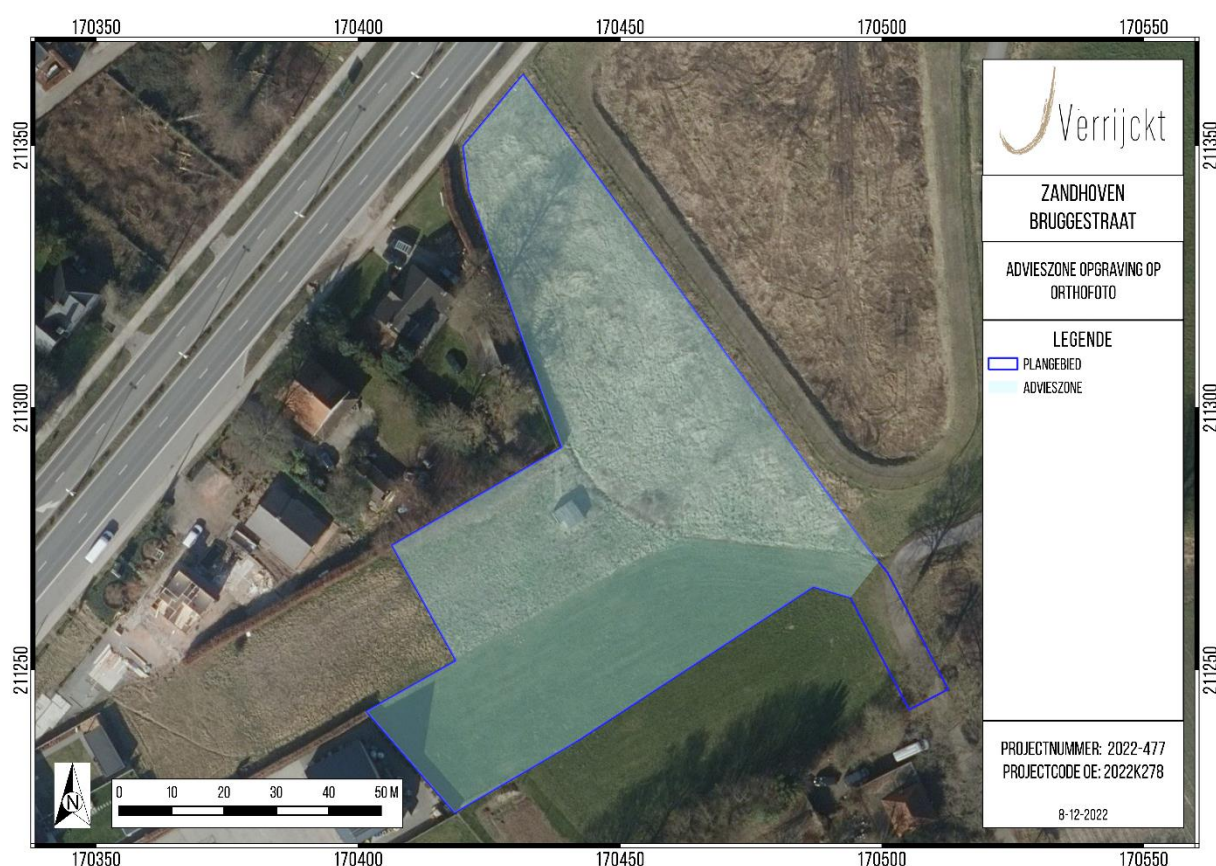 170350 170400 170450 170500 170550
211350 211350
211300 211300
211250 211250
Verrijckt
ZANDHOVEN
BRUGGESTRAAT
ADVIESZONE OPGRAVING OP
ORTHOFOTO
LEGENDE
PLANGEBIED
ADVIESZONE
PROJECTNUMMER: 2022-477
PROJECTCODE OE: 2022K278
8-12-2022
N
0 10 20 30 40 50 M
170350 170400 170450 170500 170550